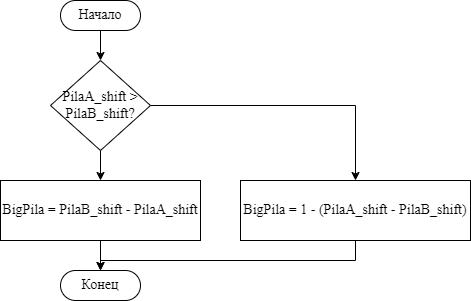 Начало
PilaA_shift >
PilaB_shift?
BigPila = PilaB_shift - PilaA_shift
BigPila = 1 - (PilaA_shift - PilaB_shift)
Конец